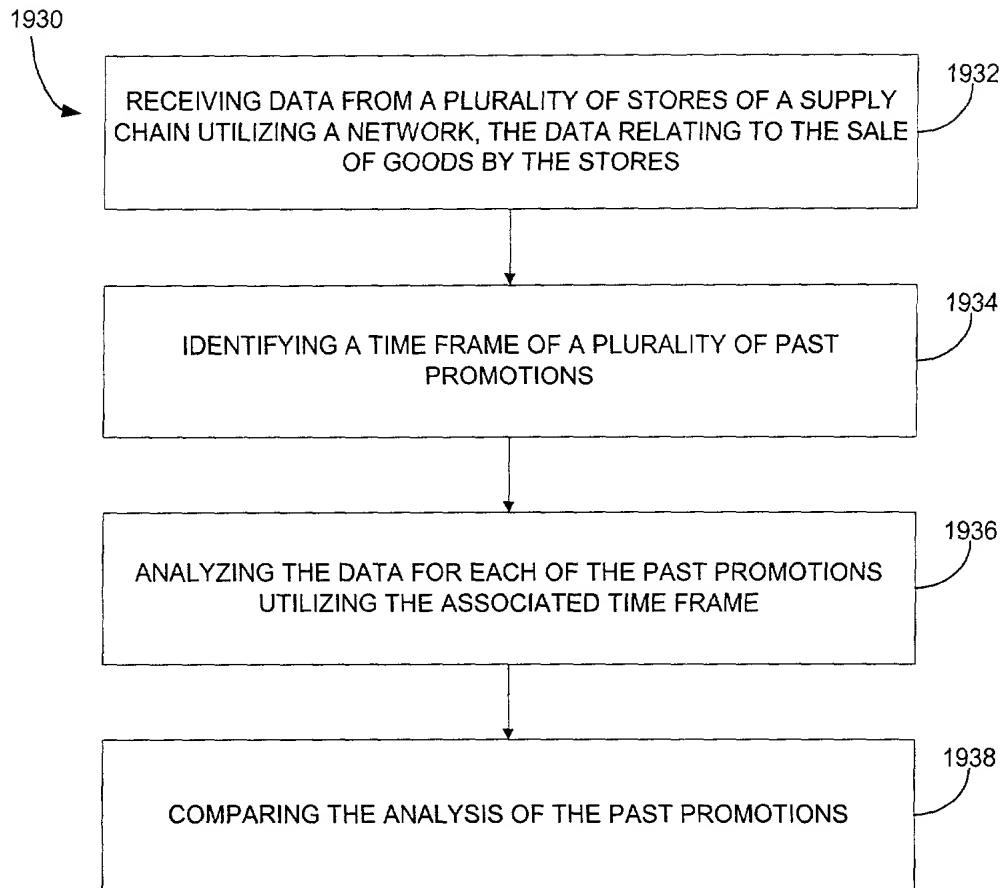 1930
1932
RECEIVING DATA FROM A PLURALITY OF STORES OF A SUPPLY
CHAIN UTILIZING A NETWORK, THE DATA RELATING TO THE SALE
OF GOODS BY THE STORES
1934
IDENTIFYING A TIME FRAME OF A PLURALITY OF PAST
PROMOTIONS
1936
ANALYZING THE DATA FOR EACH OF THE PAST PROMOTIONS
UTILIZING THE ASSOCIATED TIME FRAME
1938
COMPARING THE ANALYSIS OF THE PAST PROMOTIONS